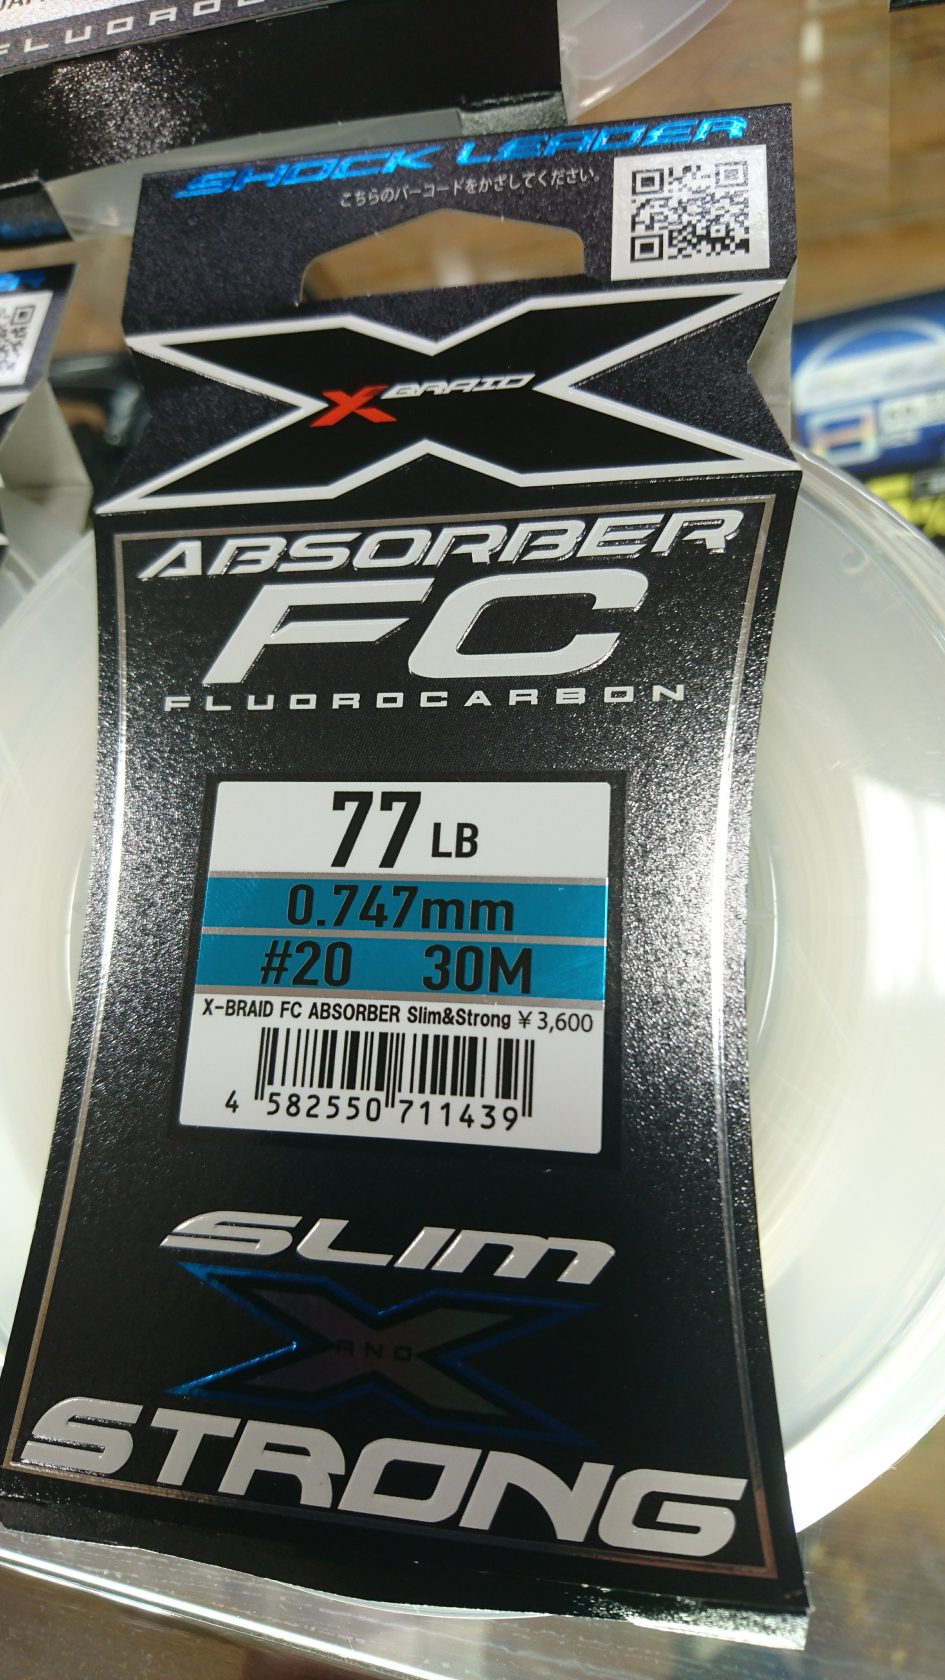 FLUORO
SHOCK LEADER
こちらのバーコードをかざしてください。
X BRAID
ABSORBER
FC
FLUOROCARBON
77 LB
0.747mm
#20 30M
X-BRAID FC ABSORBER Slim&Strong ¥3,600
4 582550 711439
SLIM
AND
STRONG